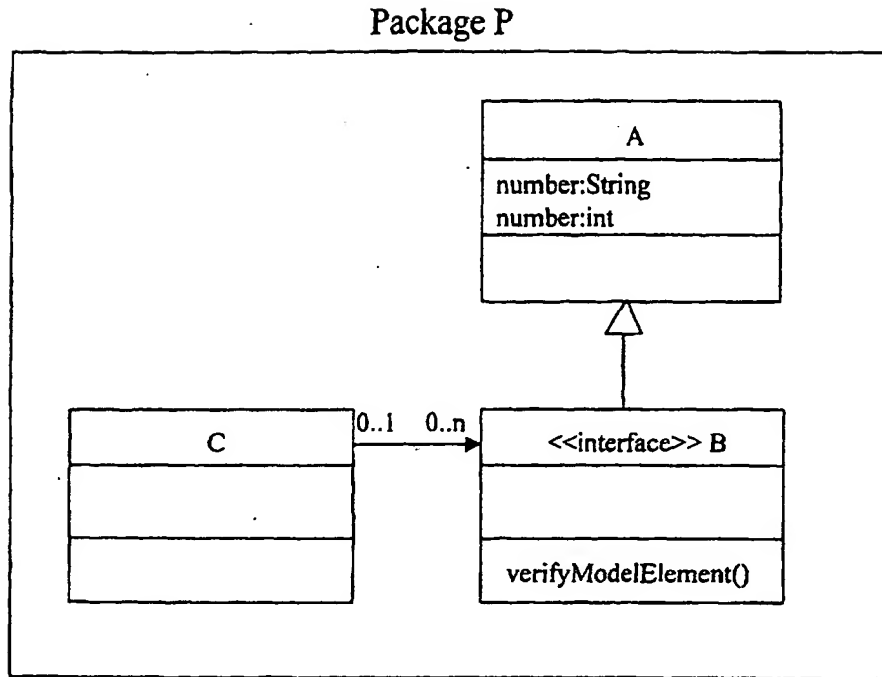 Package P
A
number:String
number:int
C
0..1 0..n
<<interface>> B
verifyModelElement()